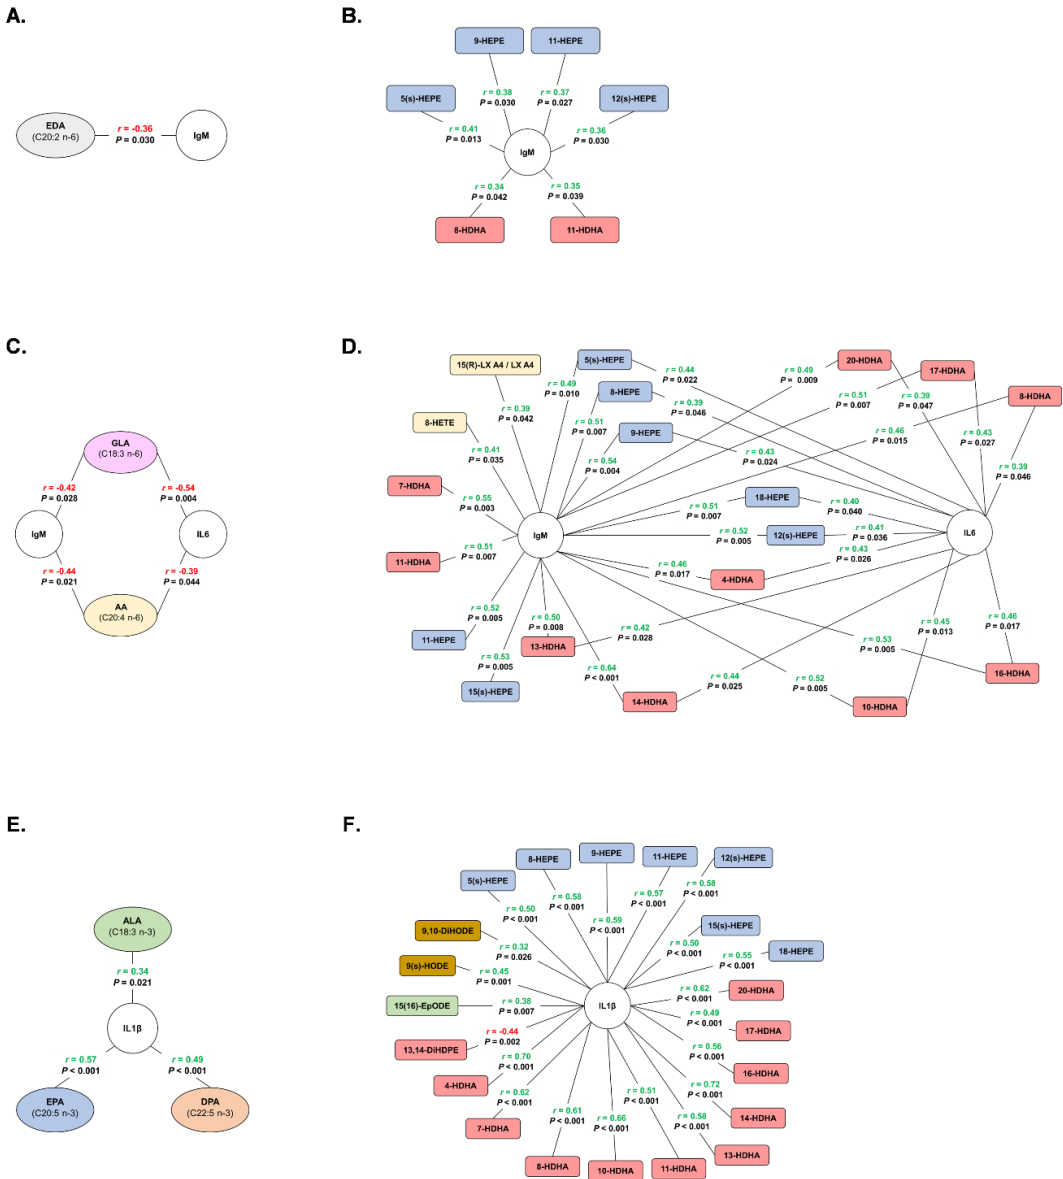 A.
EDA
(C20:2 n-6)
r = -0.36
P = 0.030
IgM
B.
9-HEPE
11-HEPE
5(s)-HEPE
12(s)-HEPE
r = 0.38
P = 0.030
r = 0.37
P = 0.027
r = 0.41
P = 0.013
r = 0.36
P = 0.030
IgM
r = 0.34
P = 0.042
r = 0.35
P = 0.039
8-HDHA
11-HDHA
C.
GLA
(C18:3 n-6)
r = -0.42
P = 0.028
r = -0.54
P = 0.004
IgM
IL6
r = -0.44
P = 0.021
r = -0.39
P = 0.044
AA
(C20:4 n-6)
D.
15(R)-LX A4 / LX A4
5(s)-HEPE
20-HDHA
17-HDHA
8-HDHA
8-HEPE
8-HETE
9-HEPE
r = 0.44
P = 0.022
r = 0.49
P = 0.009
r = 0.49
P = 0.010
r = 0.39
P = 0.046
r = 0.39
P = 0.047
r = 0.51
P = 0.007
r = 0.39
P = 0.042
r = 0.51
P = 0.007
r = 0.46
P = 0.015
r = 0.43
P = 0.027
r = 0.41
P = 0.035
r = 0.54
P = 0.004
r = 0.43
P = 0.024
r = 0.39
P = 0.046
7-HDHA
r = 0.55
P = 0.003
r = 0.51
P = 0.007
18-HEPE
r = 0.40
P = 0.040
IgM
IL6
r = 0.52
P = 0.005
12(s)-HEPE
r = 0.41
P = 0.036
11-HDHA
r = 0.51
P = 0.007
r = 0.46
P = 0.017
4-HDHA
r = 0.43
P = 0.026
11-HEPE
r = 0.52
P = 0.005
r = 0.50
P = 0.008
13-HDHA
r = 0.42
P = 0.028
r = 0.45
P = 0.013
r = 0.46
P = 0.017
r = 0.53
P = 0.005
16-HDHA
r = 0.53
P = 0.005
15(s)-HEPE
r = 0.64
P < 0.001
14-HDHA
r = 0.44
P = 0.025
r = 0.52
P = 0.005
10-HDHA
E.
ALA
(C18:3 n-3)
r = 0.34
P = 0.021
IL1β
r = 0.57
P < 0.001
r = 0.49
P < 0.001
EPA
(C20:5 n-3)
DPA
(C22:5 n-3)
F.
8-HEPE
9-HEPE
11-HEPE
12(s)-HEPE
5(s)-HEPE
r = 0.58
P < 0.001
r = 0.59
P < 0.001
r = 0.57
P < 0.001
r = 0.58
P < 0.001
r = 0.50
P < 0.001
9,10-DiHODE
r = 0.32
P = 0.026
15(s)-HEPE
r = 0.50
P < 0.001
18-HEPE
r = 0.55
P < 0.001
9(s)-HODE
r = 0.45
P = 0.001
20-HDHA
r = 0.62
P < 0.001
15(16)-EpODE
r = 0.38
P = 0.007
IL1β
r = 0.49
P < 0.001
17-HDHA
13,14-DiHDPE
r = -0.44
P = 0.002
r = 0.56
P < 0.001
16-HDHA
4-HDHA
r = 0.70
P < 0.001
r = 0.72
P < 0.001
14-HDHA
r = 0.62
P < 0.001
7-HDHA
r = 0.61
P < 0.001
r = 0.66
P < 0.001
r = 0.51
P < 0.001
r = 0.58
P < 0.001
13-HDHA
8-HDHA
10-HDHA
11-HDHA